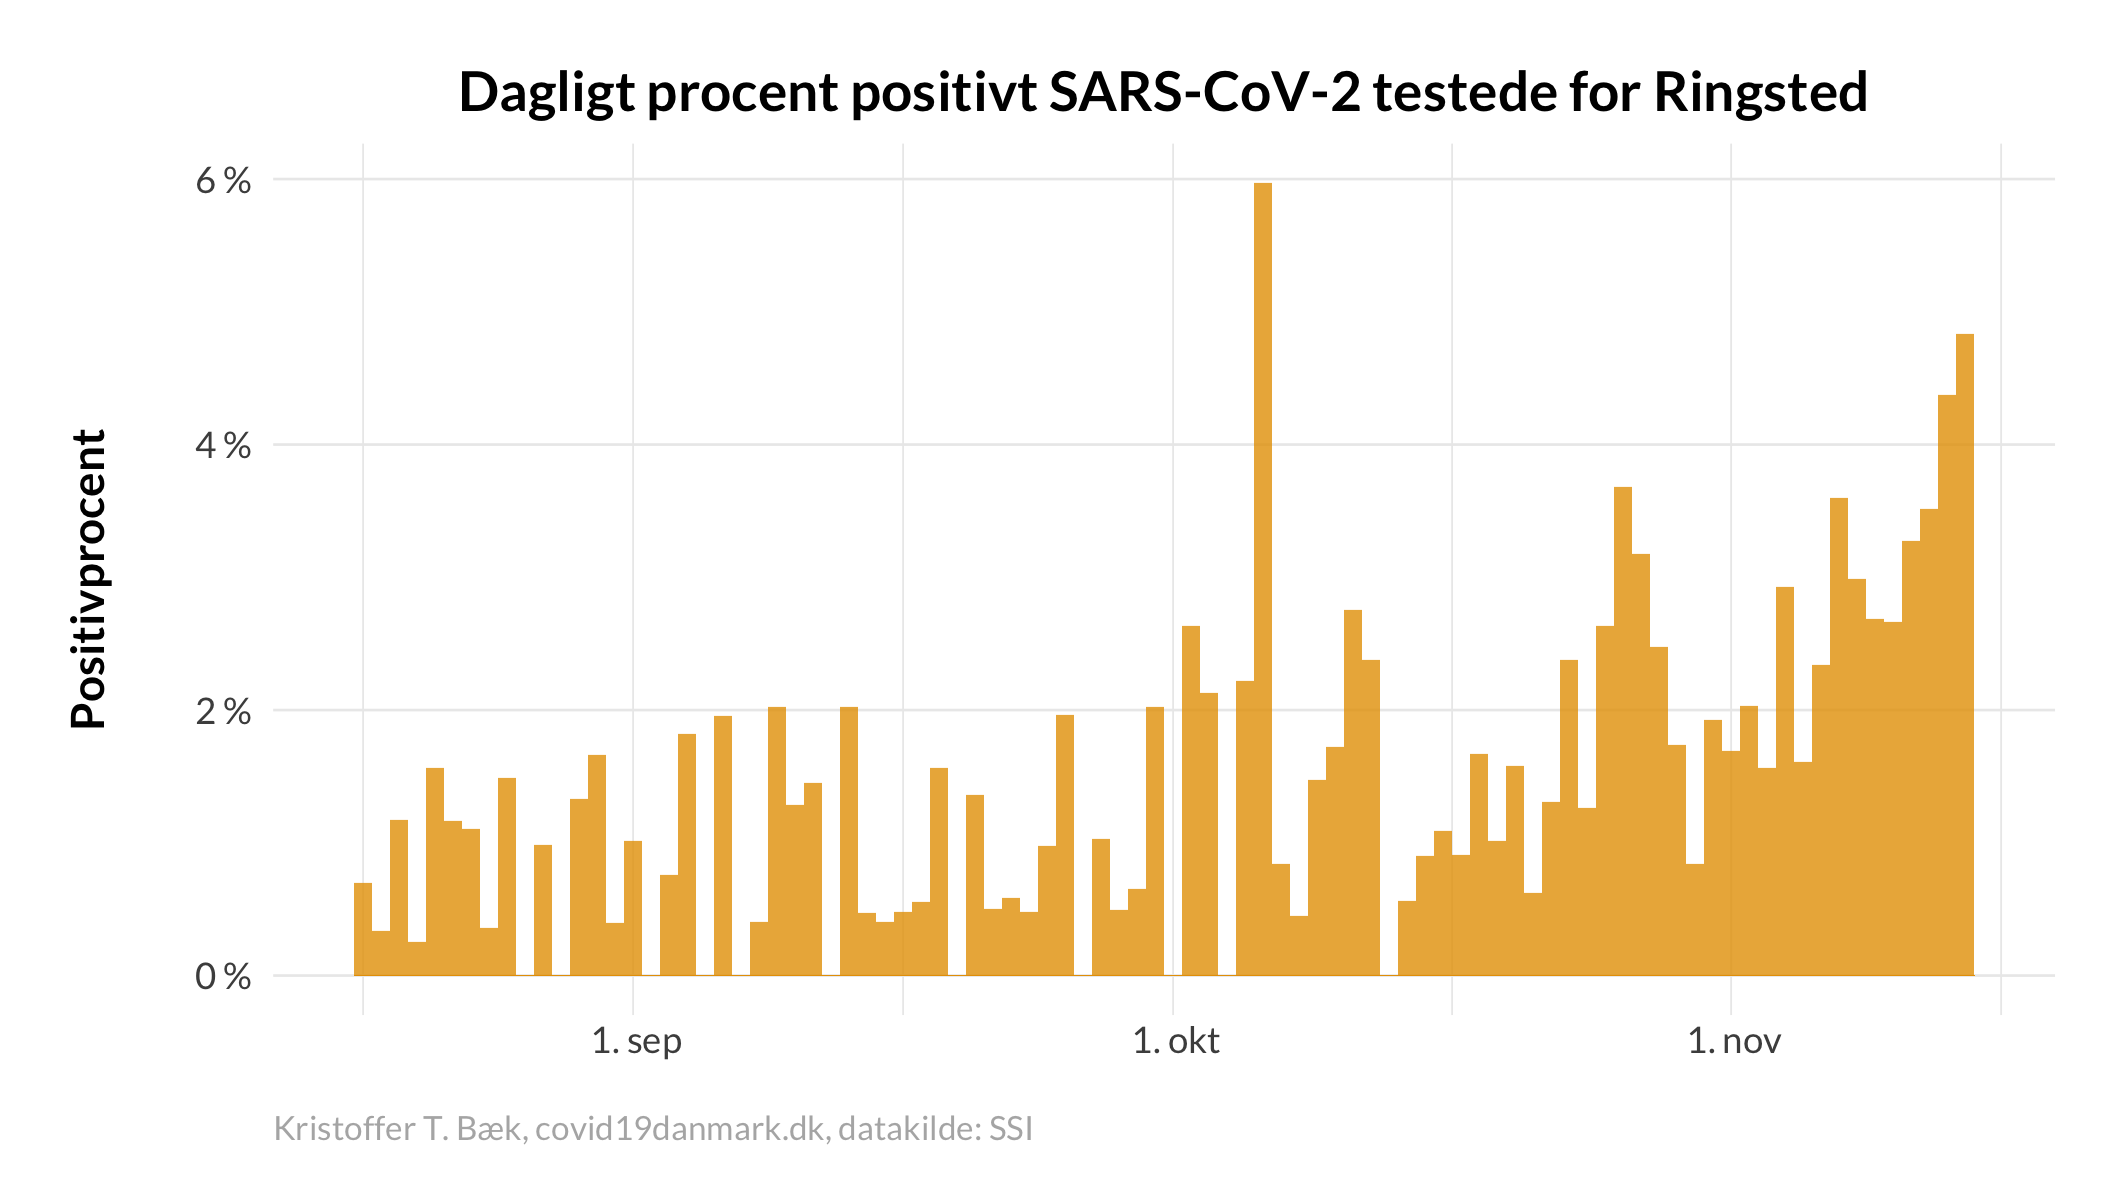 Dagligt procent positivt SARS-CoV-2 testede for Ringsted
Positivprocent
6 %
4 %
2 %
0 %
1. sep
1. okt
1. nov
Kristoffer T. Bæk, covid19danmark.dk, datakilde: SSI